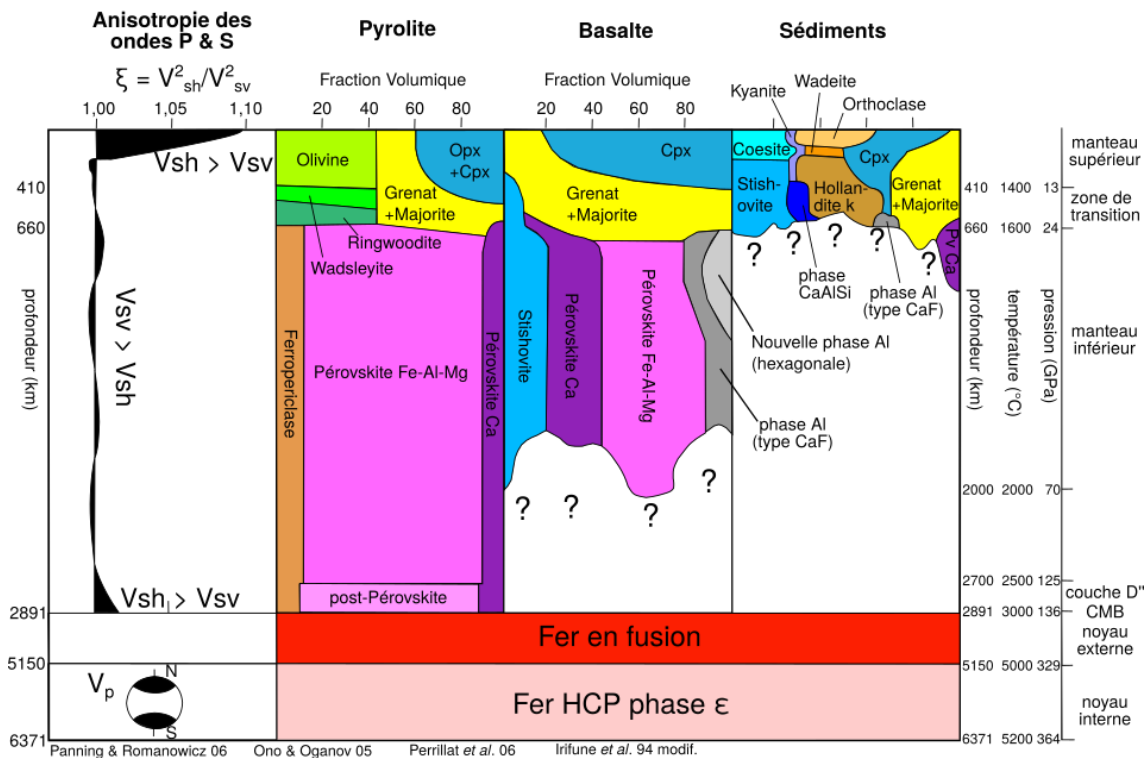 Anisotropie des
ondes P & S
ξ = V²sh/V²sv
1,00 1,05 1,10
Pyrolite
Fraction Volumique
20 40 60 80
Basalte
Fraction Volumique
20 40 60 80
Sédiments
Kyanite
Wadeite
Orthoclase
Vsh > Vsv
Vsv > Vsh
Vsh > Vsv
410
660
profondeur (km)
2891
5150
6371
Vp
N
S
Olivine
Opx
+Cpx
Grenat
+Majorite
Ringwoodite
Wadsleyite
Ferropericlase
Pérovskite Fe-Al-Mg
Pérovskite Ca
post-Pérovskite
Cpx
Grenat
+Majorite
Stishovite
Pérovskite Ca
Pérovskite Fe-Al-Mg
? ? ? ?
Coesite
Stish-
ovite
Hollan-
dite k
Cpx
Grenat
+Majorite
Pv Ca
? ? ? ? ?
phase
CaAlSi
phase Al
(type CaF)
Nouvelle phase Al
(hexagonale)
phase Al
(type CaF)
410 1400 13
660 1600 24
profondeur (km)
température (°C)
pression (GPa)
2000 2000 70
2700 2500 125
2891 3000 136
5150 5000 329
6371 5200 364
manteau
supérieur
zone de
transition
manteau
inférieur
couche D"
CMB
noyau
externe
noyau
interne
Fer en fusion
Fer HCP phase ε
Panning & Romanowicz 06 Ono & Oganov 05 Perrillat et al. 06 Irifune et al. 94 modif.